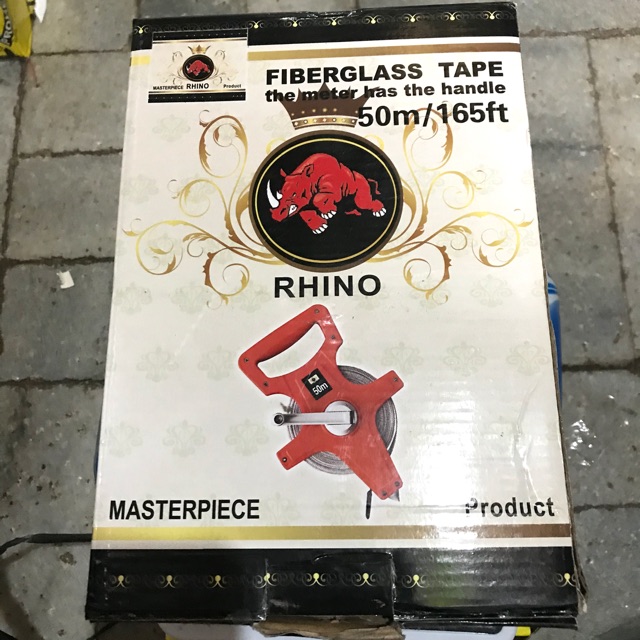 MASTERPIECE RHINO Product
FIBERGLASS TAPE
the meter has the handle
50m/165ft
RHINO
50m
MASTERPIECE
Product